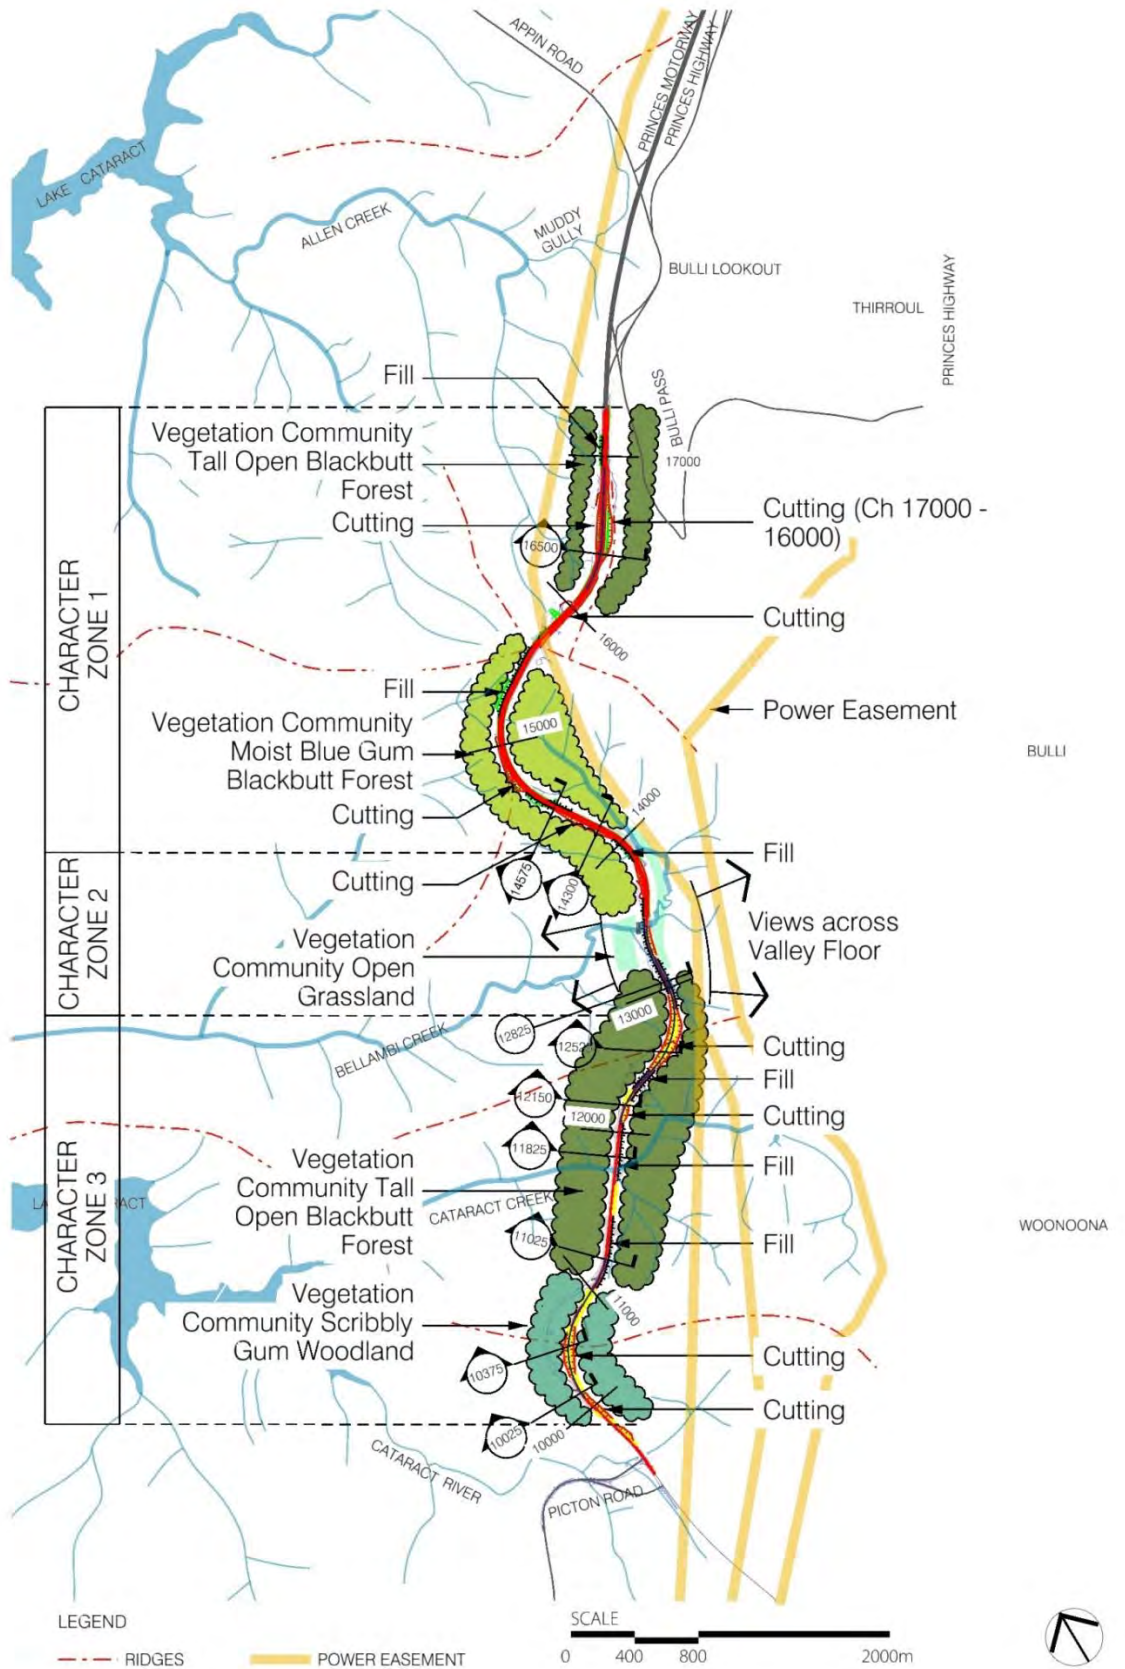 APPIN ROAD
PRINCES MOTORWAY
PRINCES HIGHWAY
LAKE CATARACT
ALLEN CREEK
MUDDY
GULLY
BULLI LOOKOUT
THIRROUL
PRINCES HIGHWAY
Fill
BULLI PASS
Vegetation Community
Tall Open Blackbutt
Forest
17000
Cutting
Cutting (Ch 17000 -
16000)
16500
CHARACTER
ZONE 1
Cutting
16000
Fill
Power Easement
Vegetation Community
Moist Blue Gum
Blackbutt Forest
15000
BULLI
Cutting
14000
Fill
Cutting
14575
14300
CHARACTER
ZONE 2
Views across
Valley Floor
Vegetation
Community Open
Grassland
13000
12825
BELLAMBI CREEK
Cutting
Fill
12150
12000
Cutting
11825
CHARACTER
ZONE 3
Vegetation
Community Tall
Open Blackbutt
Forest
Fill
CATARACT CREEK
WOONOONA
11025
Fill
Vegetation
Community Scribbly
Gum Woodland
11000
10375
Cutting
Cutting
10025
10000
CATARACT RIVER
PICTON ROAD
LEGEND
RIDGES
POWER EASEMENT
SCALE
0 400 800 2000m